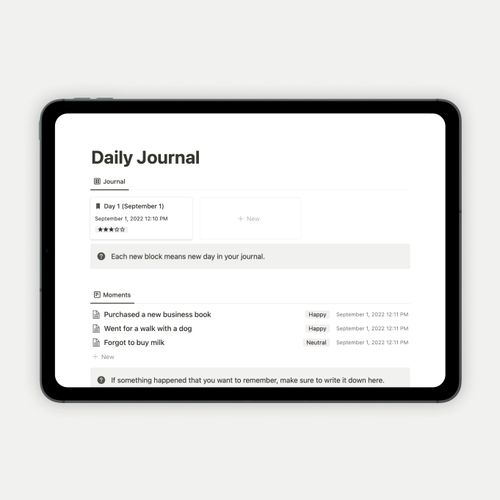 Daily Journal
Journal
Day 1 (September 1)
September 1, 2022 12:10 PM
★★★☆☆
+ New
Each new block means new day in your journal.
Moments
Purchased a new business book Happy September 1, 2022 12:11 PM
Went for a walk with a dog Happy September 1, 2022 12:11 PM
Forgot to buy milk Neutral September 1, 2022 12:11 PM
+ New
If something happened that you want to remember, make sure to write it down here.